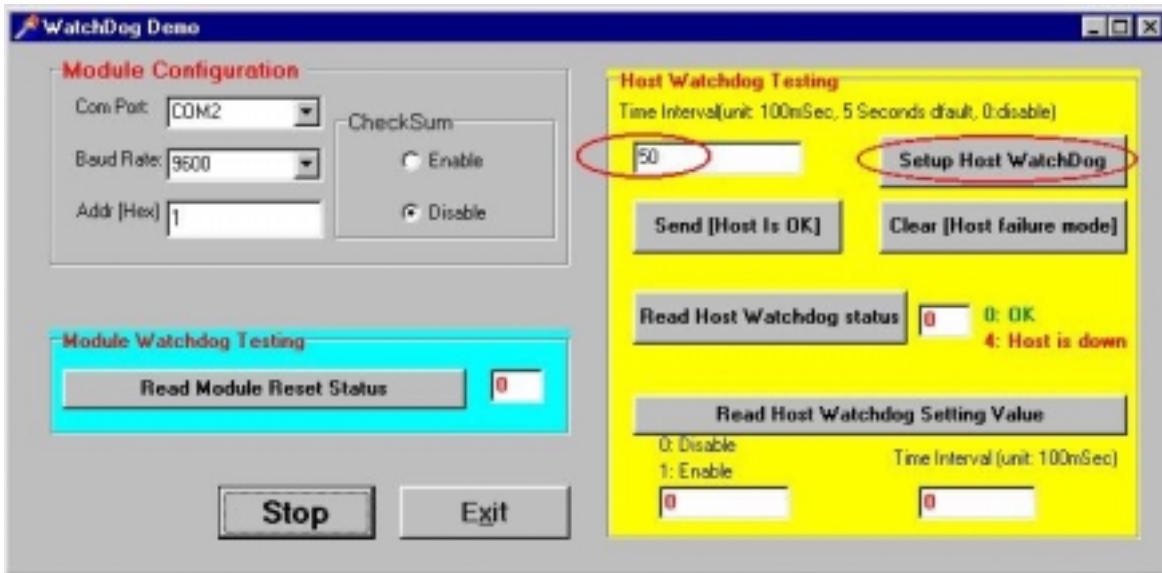 WatchDog Demo
Module Configuration
Com Port:
COM2
Baud Rate:
9600
Addr [Hex]
1
CheckSum
Enable
Disable
Module Watchdog Testing
Read Module Reset Status
0
Stop
Exit
Host Watchdog Testing
Time Interval(unit: 100mSec, 5 Seconds dfault, 0:disable)
50
Setup Host WatchDog
Send [Host Is OK]
Clear [Host failure mode]
Read Host Watchdog status
0
0: OK
4: Host is down
Read Host Watchdog Setting Value
0: Disable
1: Enable
0
Time Interval (unit: 100mSec)
0